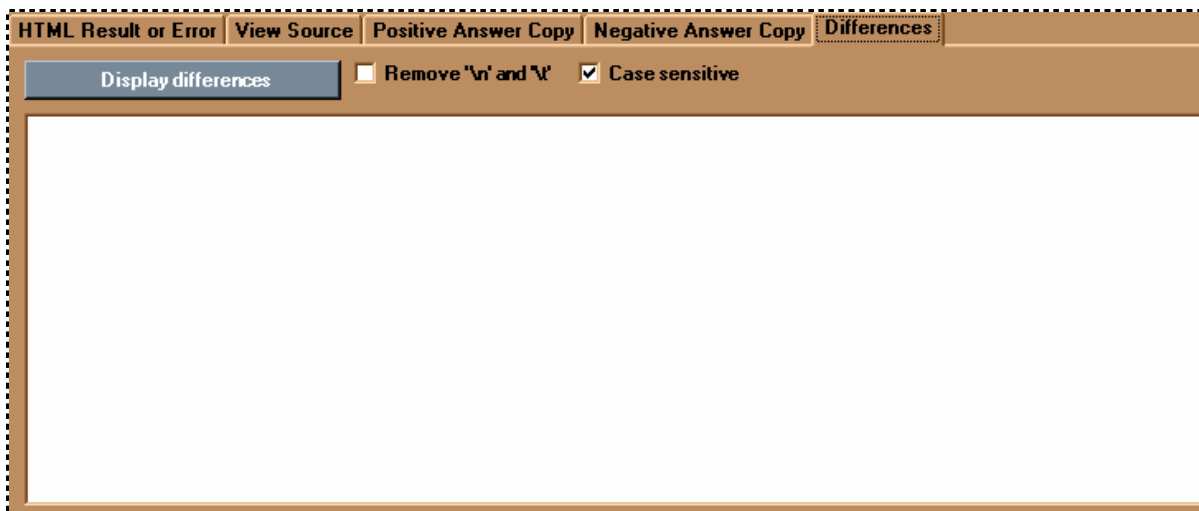 HTML Result or Error View Source Positive Answer Copy Negative Answer Copy Differences
Display differences Remove '\n' and '\t' Case sensitive